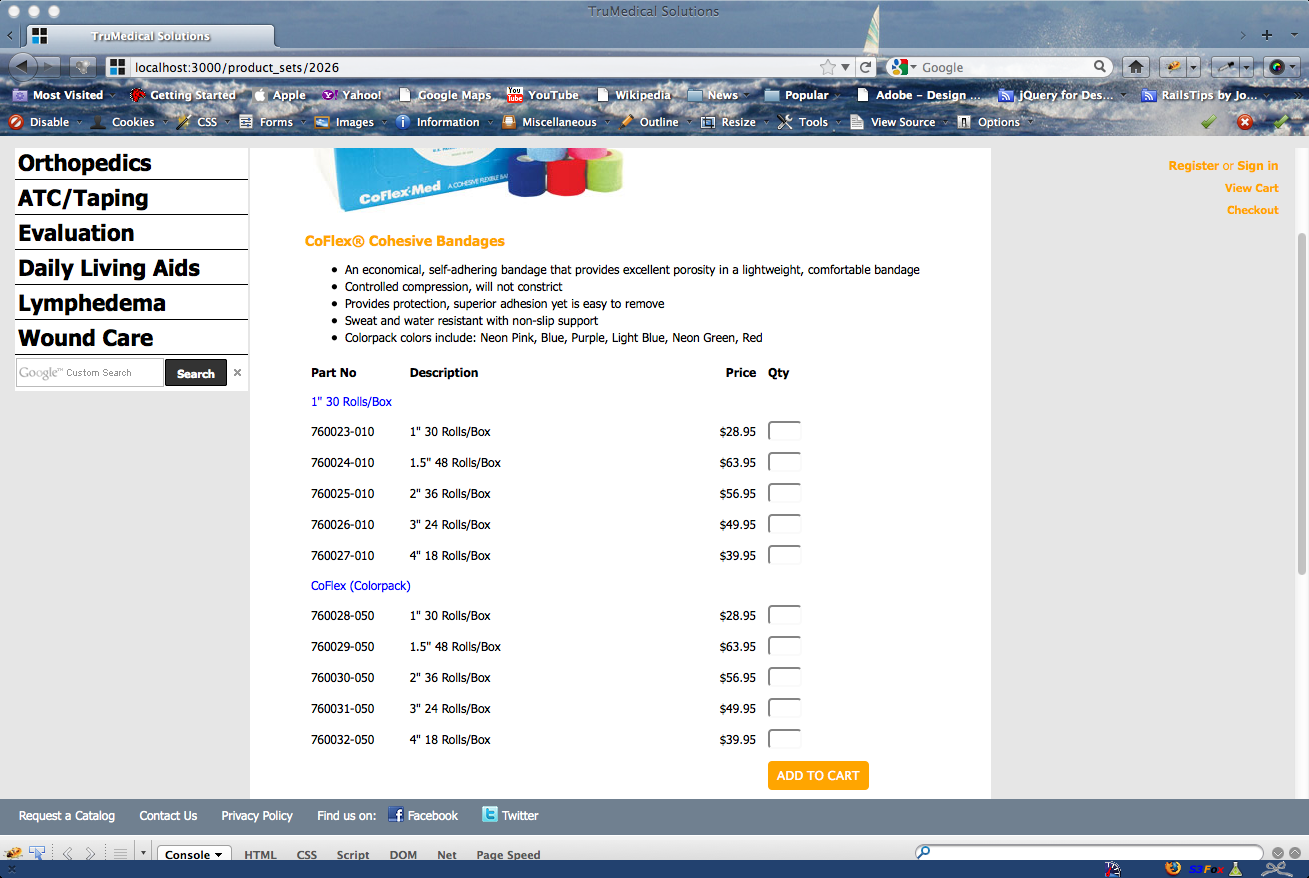 TruMedical Solutions
TruMedical Solutions
localhost:3000/product_sets/2026
Google
Most Visited Getting Started Apple Yahoo! Google Maps YouTube Wikipedia News Popular Adobe – Design ... jQuery for Des... RailsTips by Jo...
Disable Cookies CSS Forms Images Information Miscellaneous Outline Resize Tools View Source Options
Orthopedics
ATC/Taping
Evaluation
Daily Living Aids
Lymphedema
Wound Care
Google™ Custom Search Search
Register or Sign in
View Cart
Checkout
CoFlex·Med A COHESIVE FLEXIBLE
CoFlex® Cohesive Bandages
• An economical, self-adhering bandage that provides excellent porosity in a lightweight, comfortable bandage
• Controlled compression, will not constrict
• Provides protection, superior adhesion yet is easy to remove
• Sweat and water resistant with non-slip support
• Colorpack colors include: Neon Pink, Blue, Purple, Light Blue, Neon Green, Red
Part No Description Price Qty
1" 30 Rolls/Box
760023-010 1" 30 Rolls/Box $28.95
760024-010 1.5" 48 Rolls/Box $63.95
760025-010 2" 36 Rolls/Box $56.95
760026-010 3" 24 Rolls/Box $49.95
760027-010 4" 18 Rolls/Box $39.95
CoFlex (Colorpack)
760028-050 1" 30 Rolls/Box $28.95
760029-050 1.5" 48 Rolls/Box $63.95
760030-050 2" 36 Rolls/Box $56.95
760031-050 3" 24 Rolls/Box $49.95
760032-050 4" 18 Rolls/Box $39.95
ADD TO CART
Request a Catalog Contact Us Privacy Policy Find us on: Facebook Twitter
Console HTML CSS Script DOM Net Page Speed
S3Fox